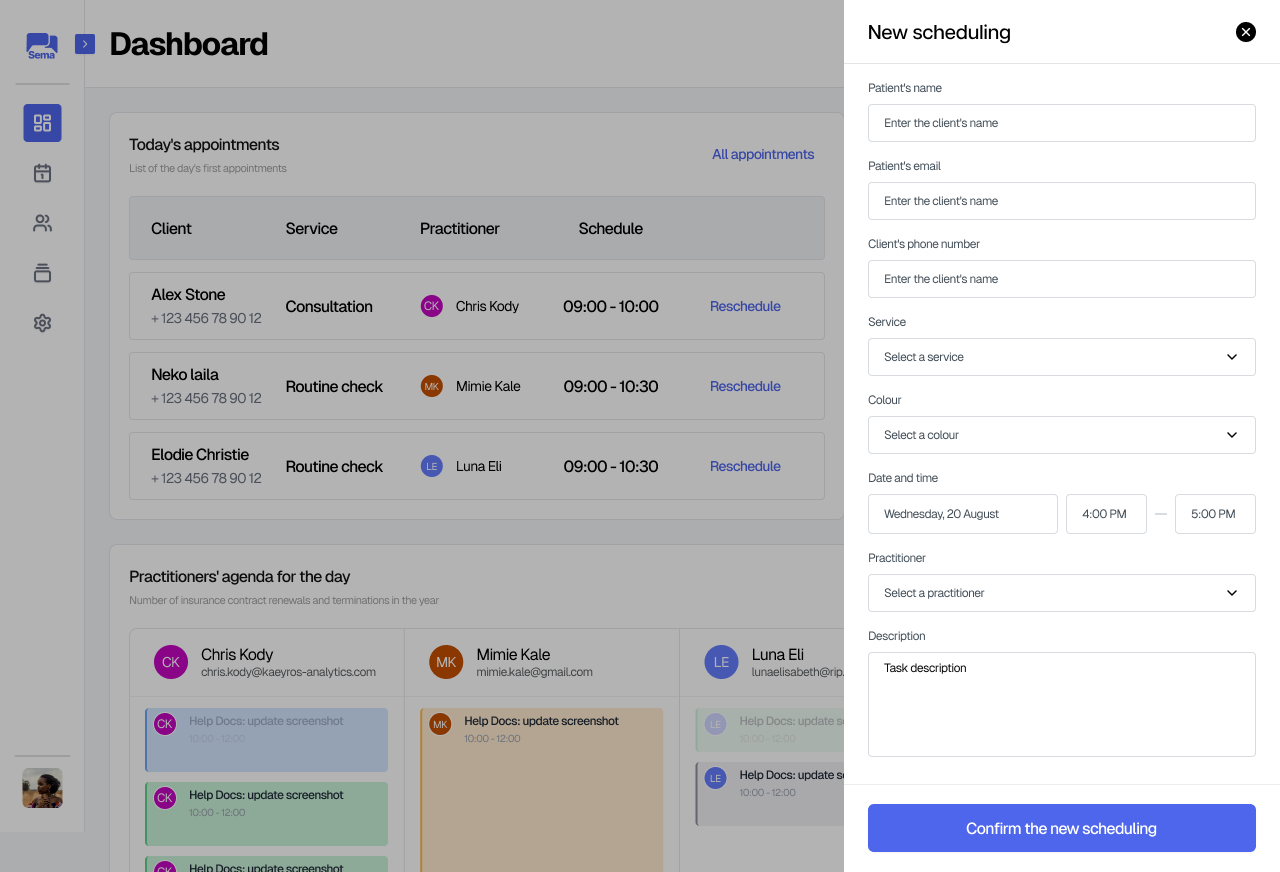 Sema
Dashboard
Today's appointments
List of the day's first appointments
All appointments
Client Service Practitioner Schedule
Alex Stone
+ 123 456 78 90 12
Consultation
CK Chris Kody
09:00 - 10:00
Reschedule
Neko laila
+ 123 456 78 90 12
Routine check
MK Mimie Kale
09:00 - 10:30
Reschedule
Elodie Christie
+ 123 456 78 90 12
Routine check
LE Luna Eli
09:00 - 10:30
Reschedule
Practitioners' agenda for the day
Number of insurance contract renewals and terminations in the year
CK Chris Kody
chris.kody@kaeyros-analytics.com
CK Help Docs: update screenshot
10:00 - 12:00
CK Help Docs: update screenshot
10:00 - 12:00
CK Help Docs: update screenshot
MK Mimie Kale
mimie.kale@gmail.com
MK Help Docs: update screenshot
10:00 - 12:00
LE Luna Eli
lunaelisabeth@rip.
LE Help Docs: update s
10:00 - 12:00
LE Help Docs: update s
10:00 - 12:00
New scheduling
Patient's name
Enter the client's name
Patient's email
Enter the client's name
Client's phone number
Enter the client's name
Service
Select a service
Colour
Select a colour
Date and time
Wednesday, 20 August 4:00 PM — 5:00 PM
Practitioner
Select a practitioner
Description
Task description
Confirm the new scheduling